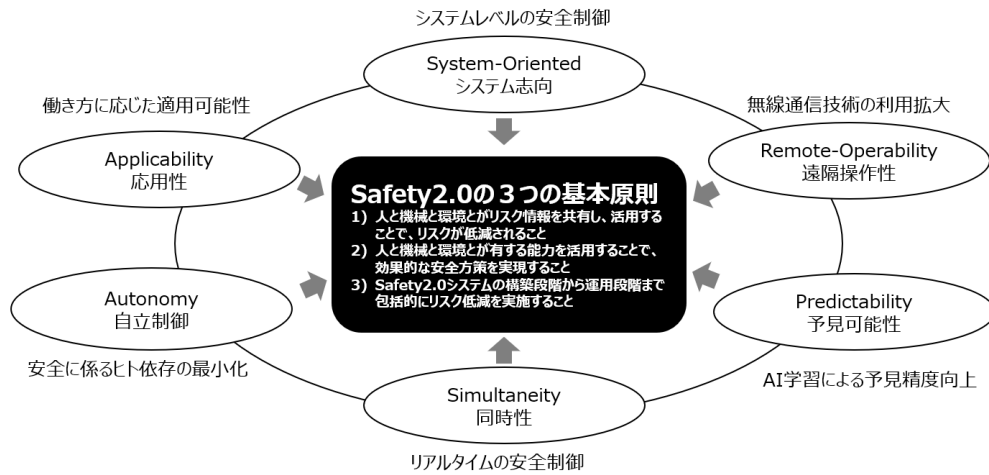 システムレベルの安全制御
System-Oriented
システム志向
働き方に応じた適用可能性
Applicability
応用性
無線通信技術の利用拡大
Remote-Operability
遠隔操作性
Safety2.0の３つの基本原則
1) 人と機械と環境とがリスク情報を共有し、活用する
ことで、リスクが低減されること
2) 人と機械と環境とが有する能力を活用することで、
効果的な安全方策を実現すること
3) Safety2.0システムの構築段階から運用段階まで
包括的にリスク低減を実施すること
Autonomy
自立制御
安全に係るヒト依存の最小化
Predictability
予見可能性
AI学習による予見精度向上
Simultaneity
同時性
リアルタイムの安全制御